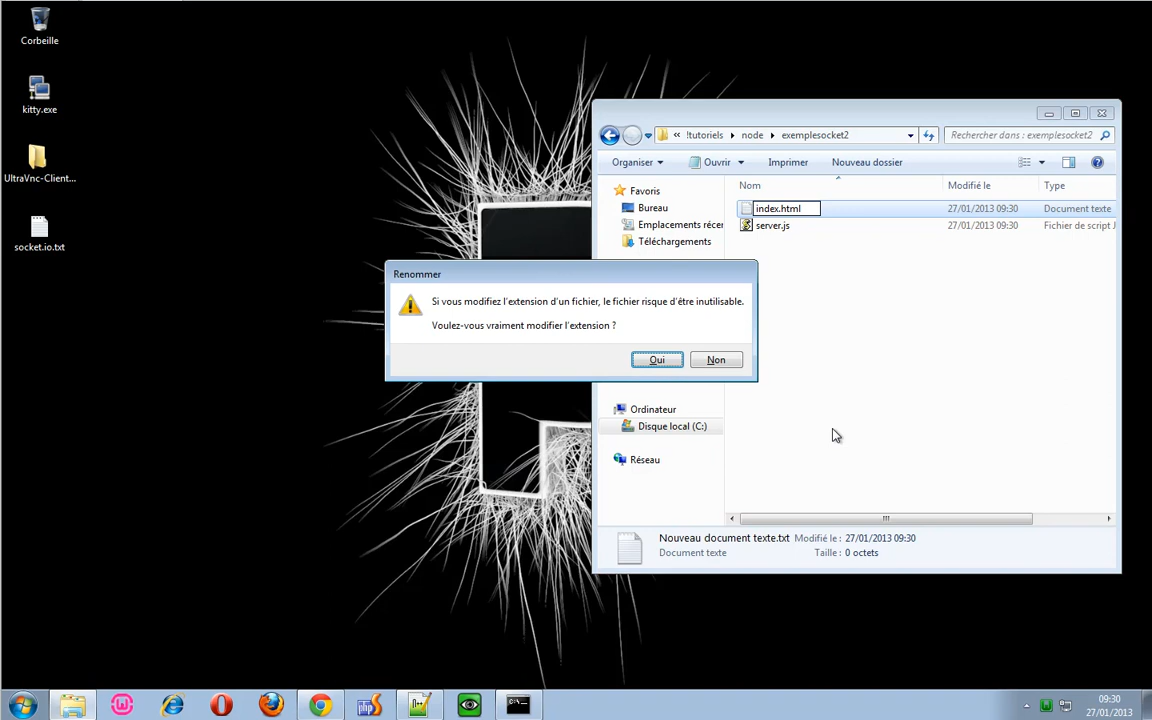 Corbeille
kitty.exe
UltraVnc-Client...
socket.io.txt
« !tutoriels node exemplesocket2
Rechercher dans : exemplesocket2
Organiser Ouvrir Imprimer Nouveau dossier
Favoris
Bureau
Emplacements récer
Téléchargements
Nom Modifié le Type
index.html 27/01/2013 09:30 Document texte
server.js 27/01/2013 09:30 Fichier de script J
Renommer
Si vous modifiez l'extension d'un fichier, le fichier risque d'être inutilisable.
Voulez-vous vraiment modifier l'extension ?
Oui Non
Ordinateur
Disque local (C:)
Réseau
Nouveau document texte.txt Modifié le : 27/01/2013 09:30
Document texte Taille : 0 octets
09:30
27/01/2013